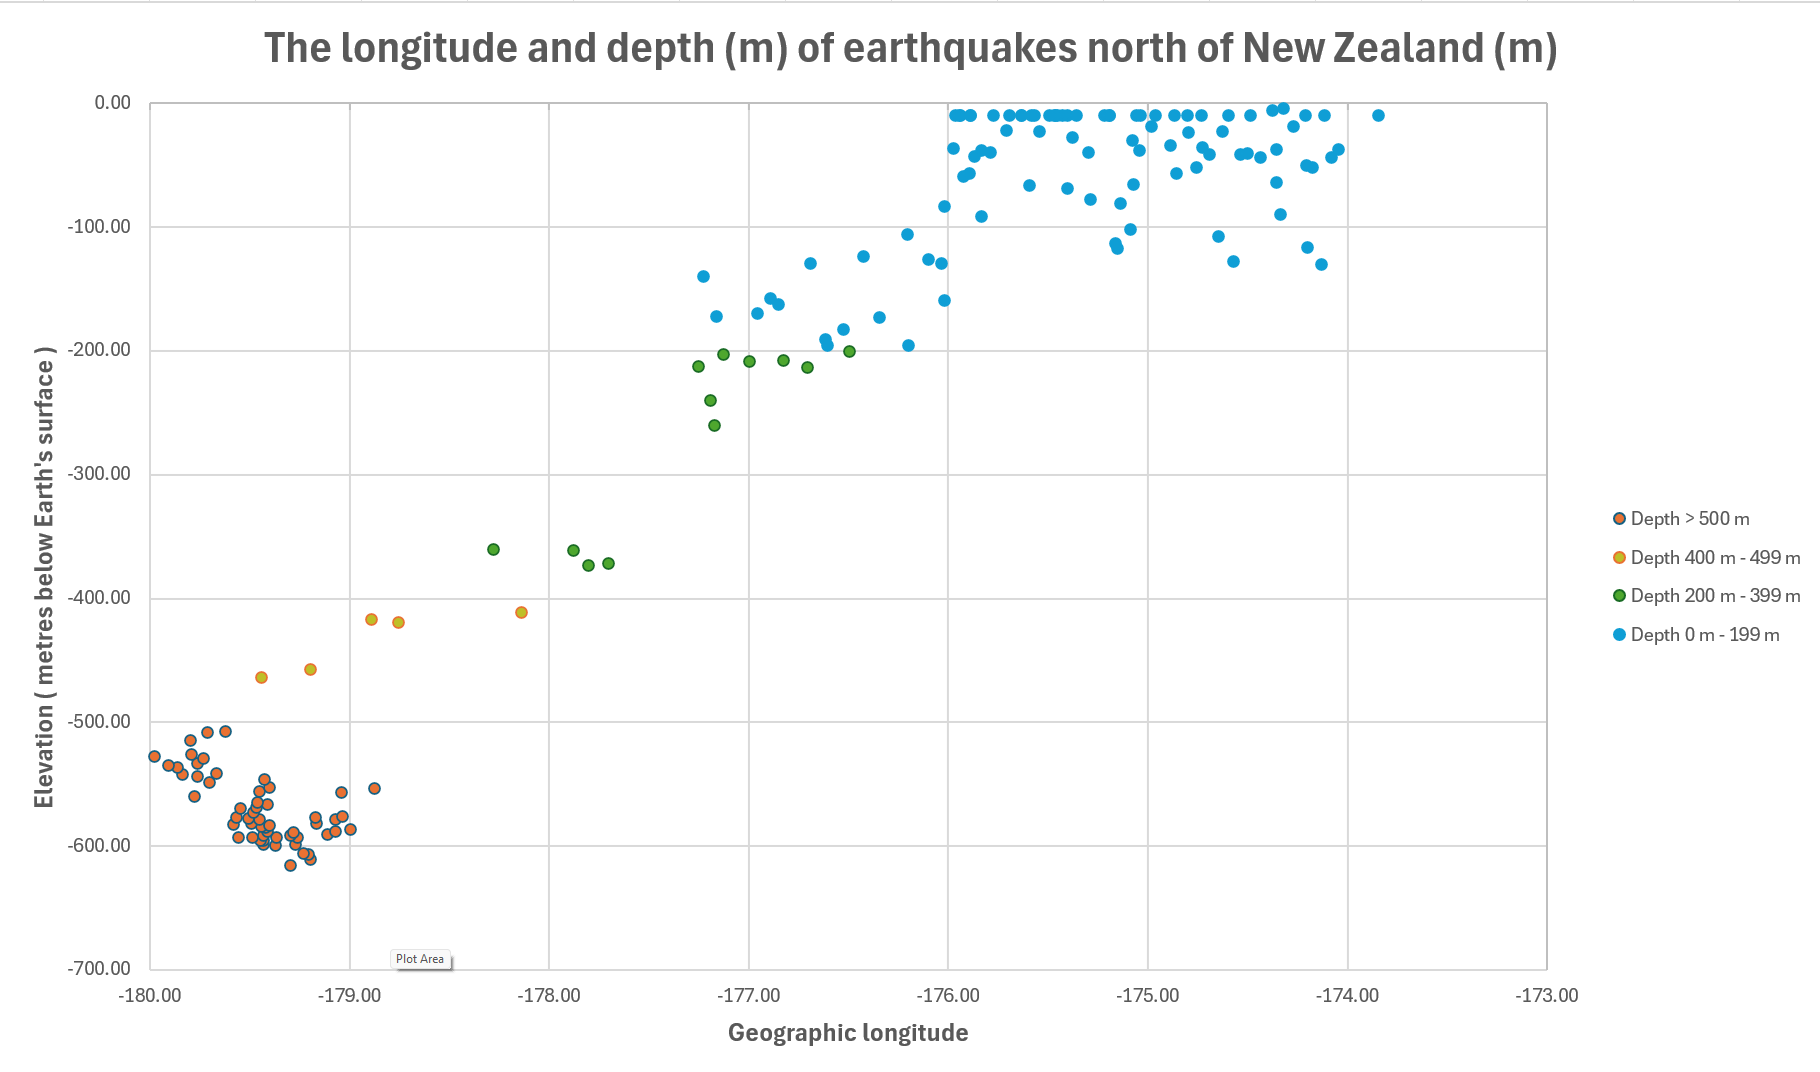 The longitude and depth (m) of earthquakes north of New Zealand (m)
0.00
-100.00
-200.00
-300.00
-400.00
-500.00
-600.00
-700.00
Elevation ( metres below Earth's surface )
Depth > 500 m
Depth 400 m - 499 m
Depth 200 m - 399 m
Depth 0 m - 199 m
Plot Area
-180.00 -179.00 -178.00 -177.00 -176.00 -175.00 -174.00 -173.00
Geographic longitude